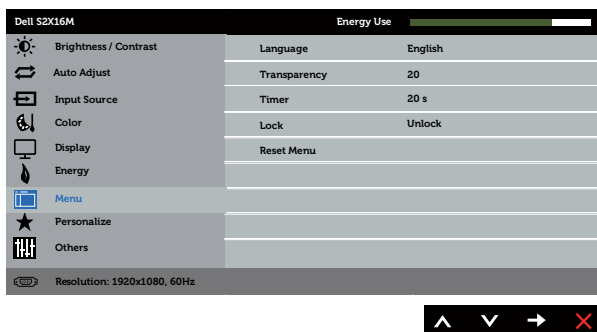 Dell S2X16M
Energy Use
Brightness / Contrast
Auto Adjust
Input Source
Color
Display
Energy
Menu
Personalize
Others
Language English
Transparency 20
Timer 20 s
Lock Unlock
Reset Menu
Resolution: 1920x1080, 60Hz